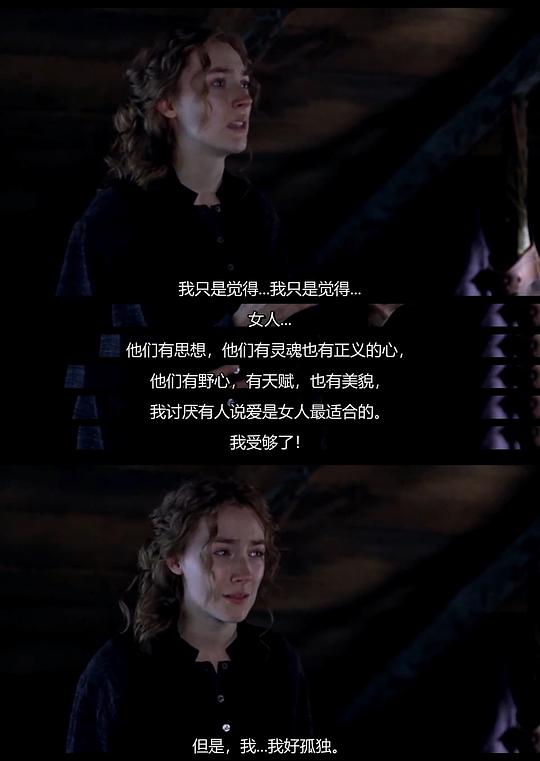 我只是觉得...我只是觉得...
女人...
他们有思想，他们有灵魂也有正义的心，
他们有野心，有天赋，也有美貌，
我讨厌有人说爱是女人最适合的。
我受够了！
但是，我...我好孤独。